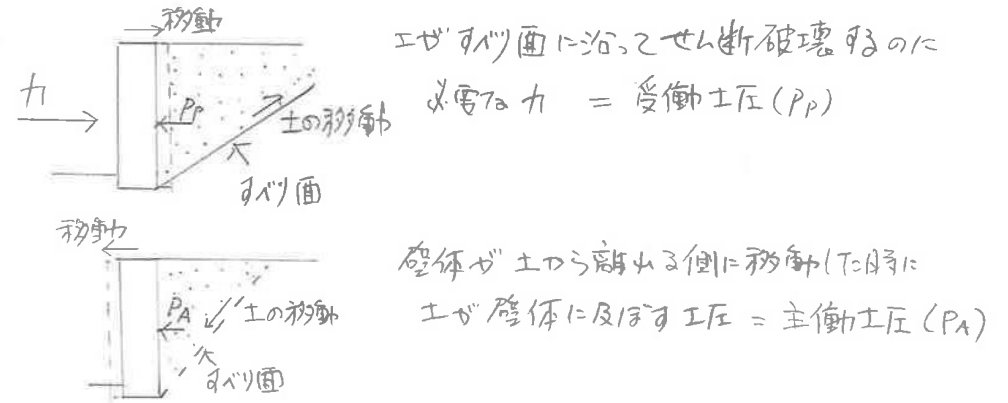 移動
力
PP
土の移動
すべり面
土がすべり面に沿ってせん断破壊するのに
必要な力 = 受働土圧(PP)
移動
PA
土の移動
すべり面
壁体が土から離れる側に移動した時に
土が壁体に及ぼす土圧 = 主働土圧(PA)